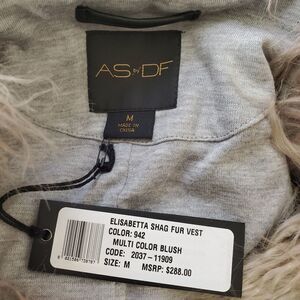 AS by DF
M
MADE IN
CHINA
ELISABETTA SHAG FUR VEST
COLOR: 942
MULTI COLOR BLUSH
CODE: 2037-11909
SIZE: M MSRP: $288.00